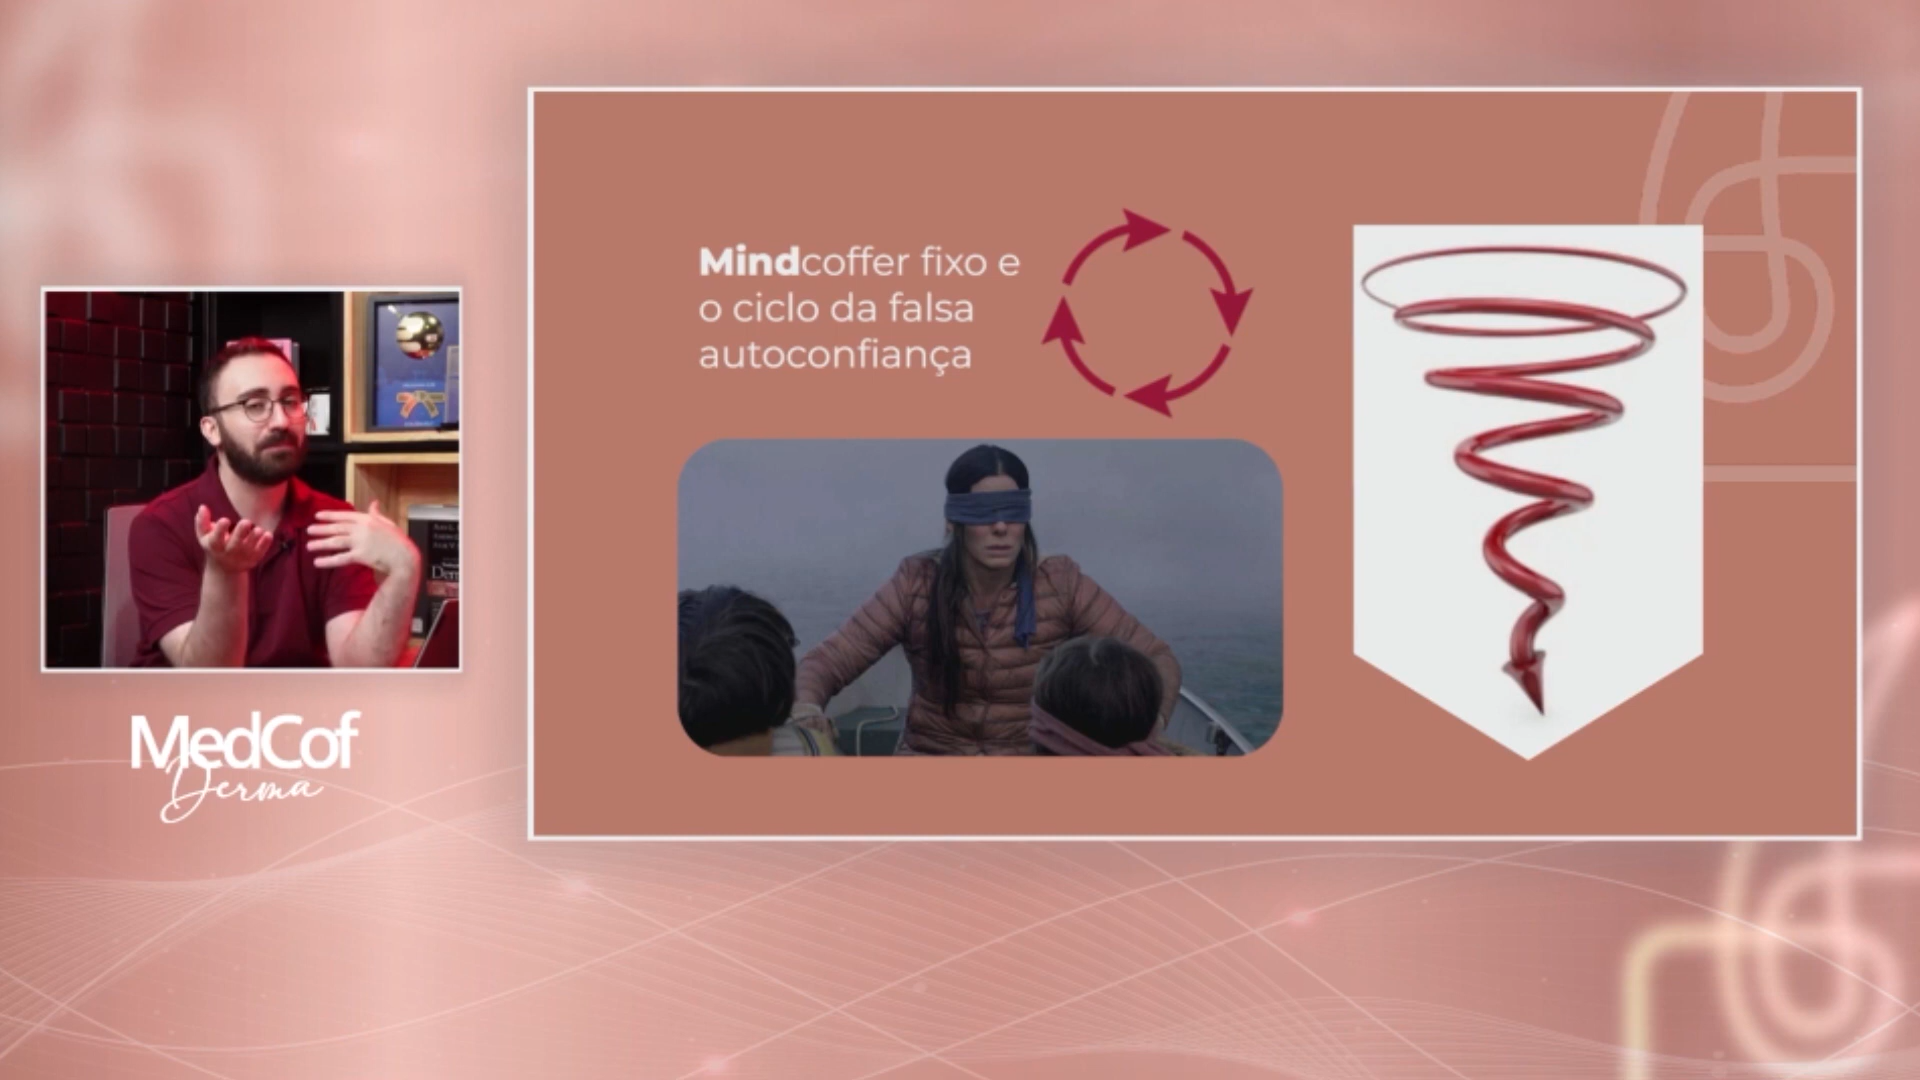 Mindcoffer fixo e
o ciclo da falsa
autoconfiança
MedCof
Derma